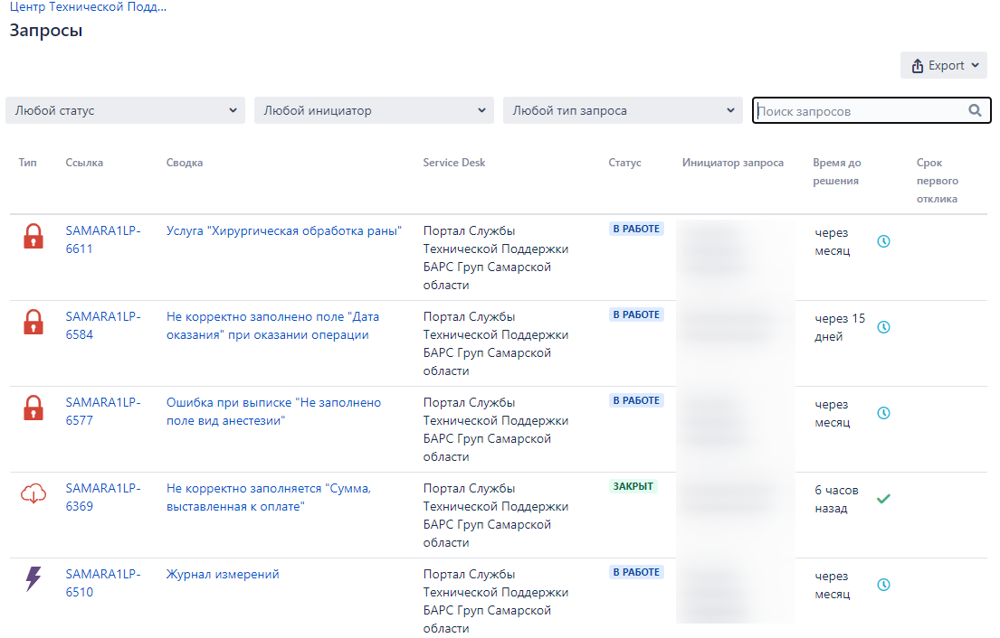 Центр Технической Подд...
Запросы
Export
Любой статус
Любой инициатор
Любой тип запроса
Поиск запросов
Тип
Ссылка
Сводка
Service Desk
Статус
Инициатор запроса
Время до
решения
Срок
первого
отклика
SAMARA1LP-
6611
Услуга "Хирургическая обработка раны"
Портал Службы
Технической Поддержки
БАРС Груп Самарской
области
В РАБОТЕ
через
месяц
SAMARA1LP-
6584
Не корректно заполнено поле "Дата
оказания" при оказании операции
Портал Службы
Технической Поддержки
БАРС Груп Самарской
области
В РАБОТЕ
через 15
дней
SAMARA1LP-
6577
Ошибка при выписке "Не заполнено
поле вид анестезии"
Портал Службы
Технической Поддержки
БАРС Груп Самарской
области
В РАБОТЕ
через
месяц
SAMARA1LP-
6369
Не корректно заполняется "Сумма,
выставленная к оплате"
Портал Службы
Технической Поддержки
БАРС Груп Самарской
области
ЗАКРЫТ
6 часов
назад
SAMARA1LP-
6510
Журнал измерений
Портал Службы
Технической Поддержки
БАРС Груп Самарской
области
В РАБОТЕ
через
месяц